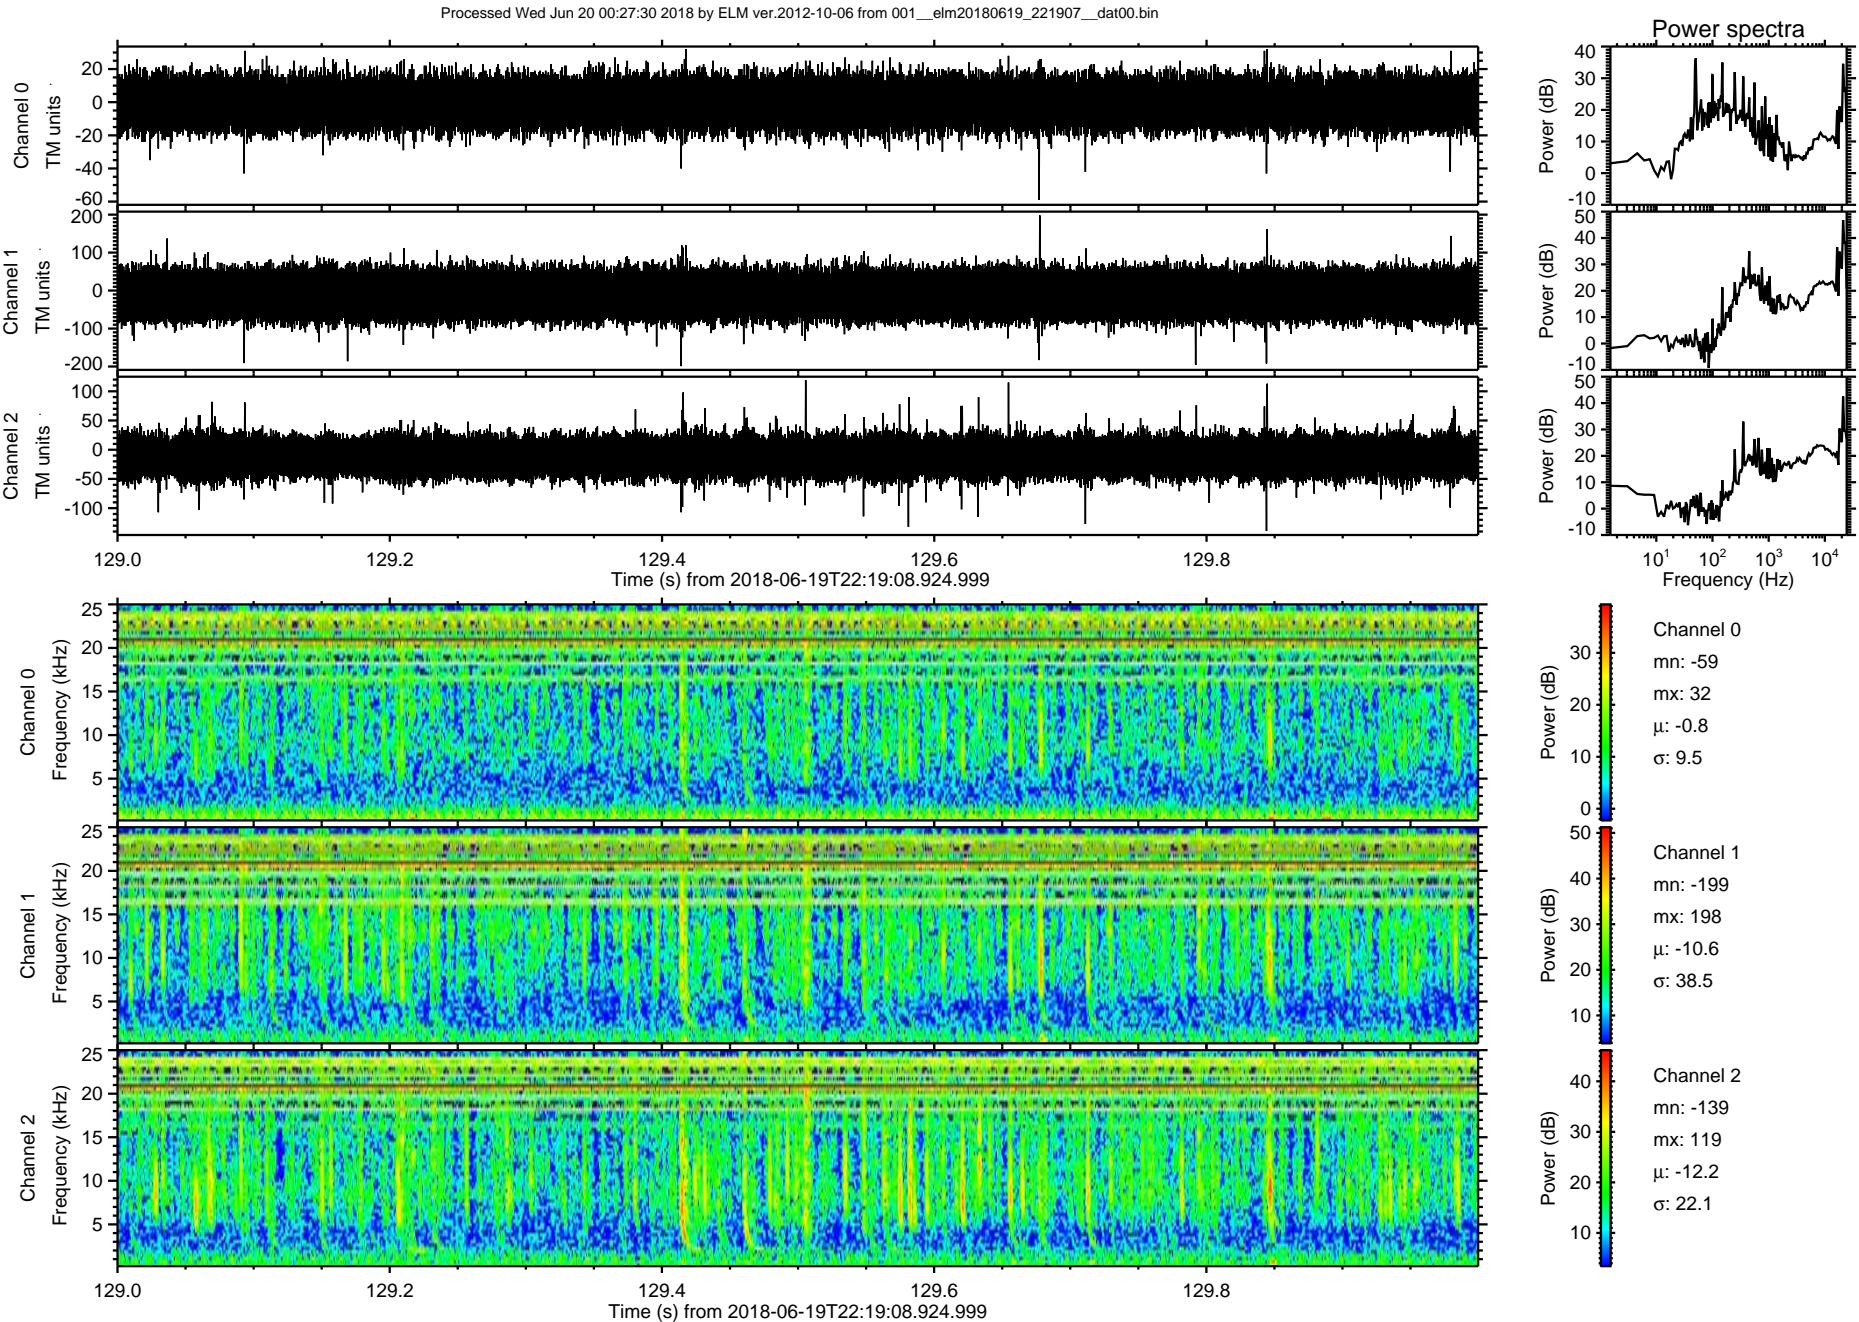 Processed Wed Jun 20 00:27:30 2018 by ELM ver.2012-10-06 from 001__elm20180619_221907__dat00.bin
Power spectra
Channel 0
TM units
20
0
-20
-40
-60
Power (dB)
40
30
20
10
0
-10
Channel 1
TM units
200
100
0
-100
-200
Power (dB)
50
40
30
20
10
0
-10
Channel 2
TM units
100
50
0
-50
-100
Power (dB)
50
40
30
20
10
0
-10
129.0 129.2 129.4 129.6 129.8
Time (s) from 2018-06-19T22:19:08.924.999
10^1 10^2 10^3 10^4
Frequency (Hz)
Channel 0
Frequency (kHz)
25
20
15
10
5
Power (dB)
30
20
10
0
Channel 0
mn: -59
mx: 32
μ: -0.8
σ: 9.5
Channel 1
Frequency (kHz)
25
20
15
10
5
Power (dB)
50
40
30
20
10
Channel 1
mn: -199
mx: 198
μ: -10.6
σ: 38.5
Channel 2
Frequency (kHz)
25
20
15
10
5
Power (dB)
40
30
20
10
Channel 2
mn: -139
mx: 119
μ: -12.2
σ: 22.1
129.0 129.2 129.4 129.6 129.8
Time (s) from 2018-06-19T22:19:08.924.999